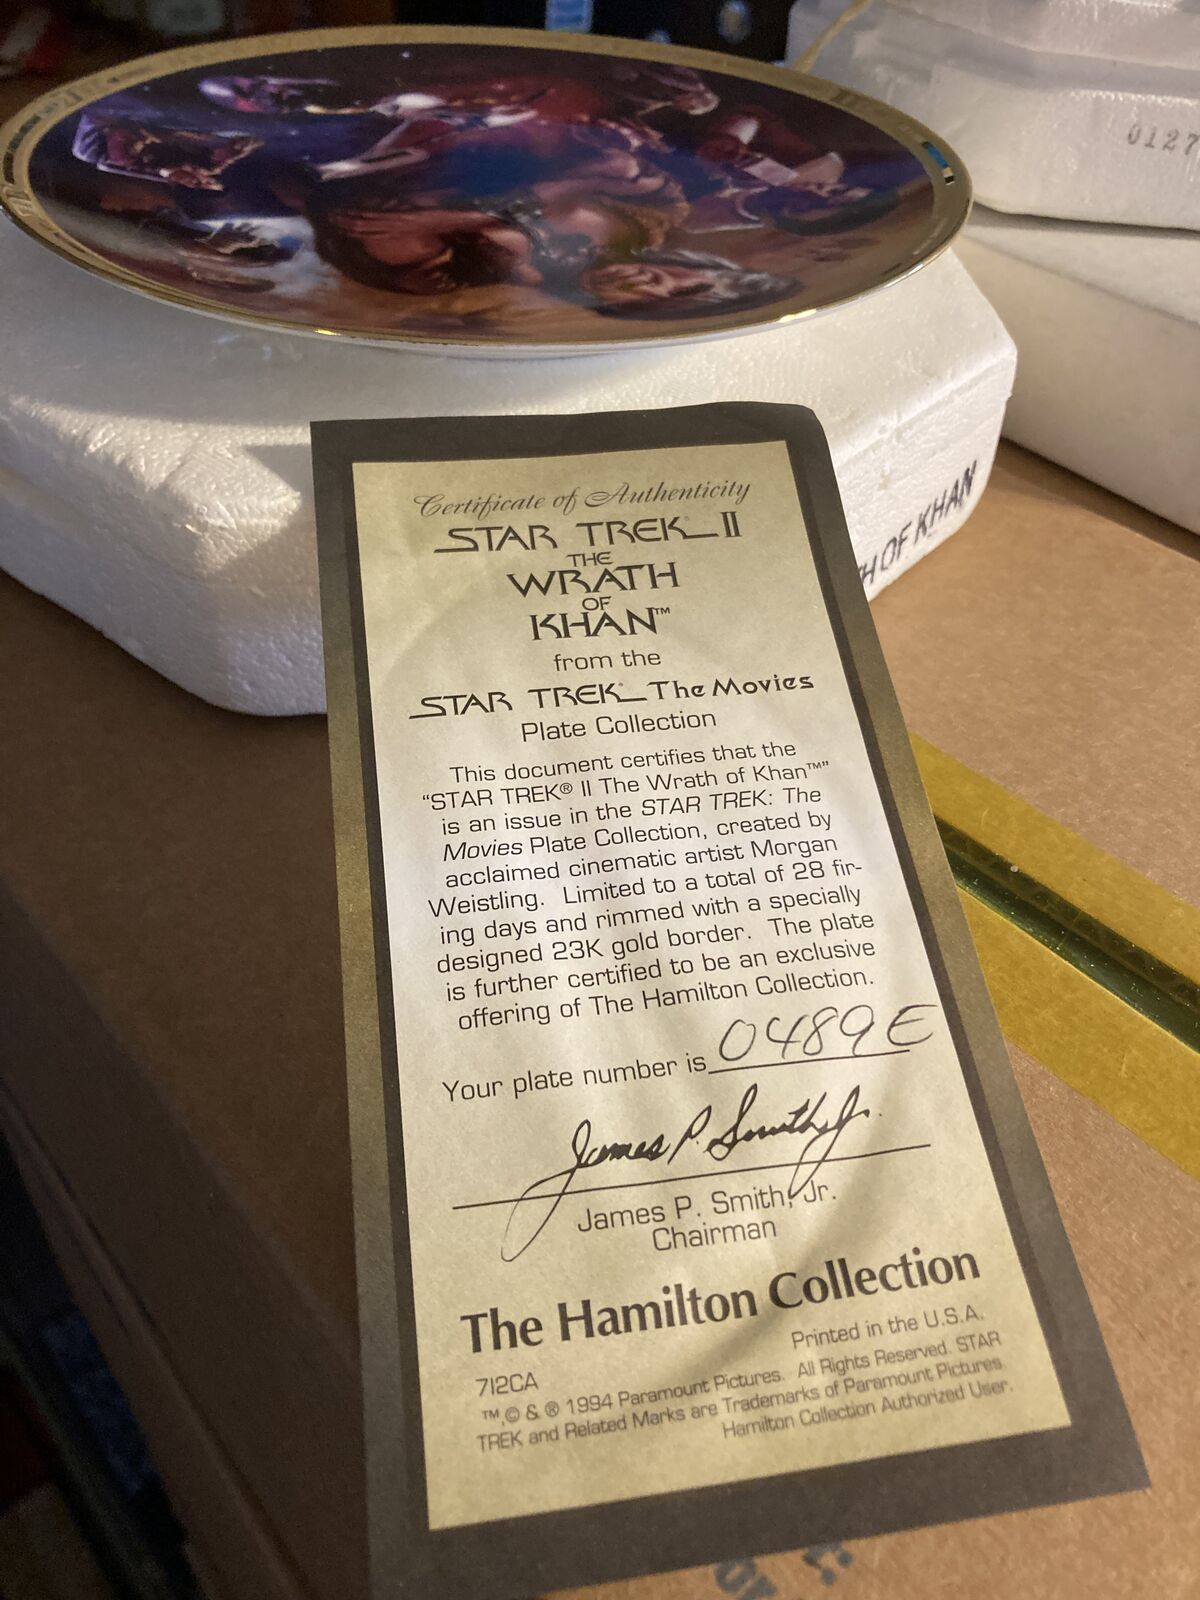 0127
H OF KHAN
Certificate of Authenticity
STAR TREK II
THE
WRATH
OF
KHAN™
from the
STAR TREK® The Movies
Plate Collection
This document certifies that the
“STAR TREK® II The Wrath of Khan™”
is an issue in the STAR TREK: The
Movies Plate Collection, created by
acclaimed cinematic artist Morgan
Weistling. Limited to a total of 28 fir-
ing days and rimmed with a specially
designed 23K gold border. The plate
is further certified to be an exclusive
offering of The Hamilton Collection.
Your plate number is 0489E
James P. Smith, Jr.
James P. Smith, Jr.
Chairman
The Hamilton Collection
Printed in the U.S.A.
712CA
™,© & ® 1994 Paramount Pictures. All Rights Reserved. STAR
TREK and Related Marks are Trademarks of Paramount Pictures.
Hamilton Collection Authorized User.